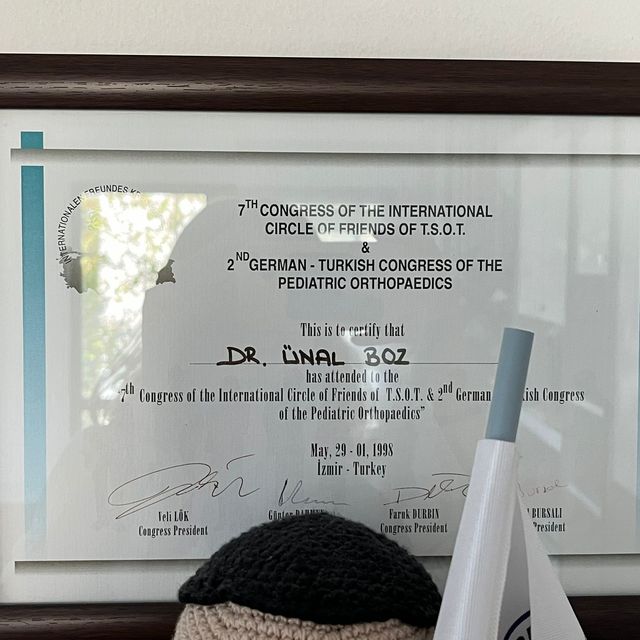 INTERNATIONALER FREUNDES
7TH CONGRESS OF THE INTERNATIONAL
CIRCLE OF FRIENDS OF T.S.O.T.
&
2ND GERMAN - TURKISH CONGRESS OF THE
PEDIATRIC ORTHOPAEDICS
This is to certify that
DR. ÜNAL BOZ
has attended to the
"7th Congress of the International Circle of Friends of T.S.O.T. & 2nd German kish Congress
of the Pediatric Orthopaedics"
May, 29 - 01, 1998
İzmir - Turkey
Veli LÖK Günter Faruk DURBİN BURSALI
Congress President Congress President President